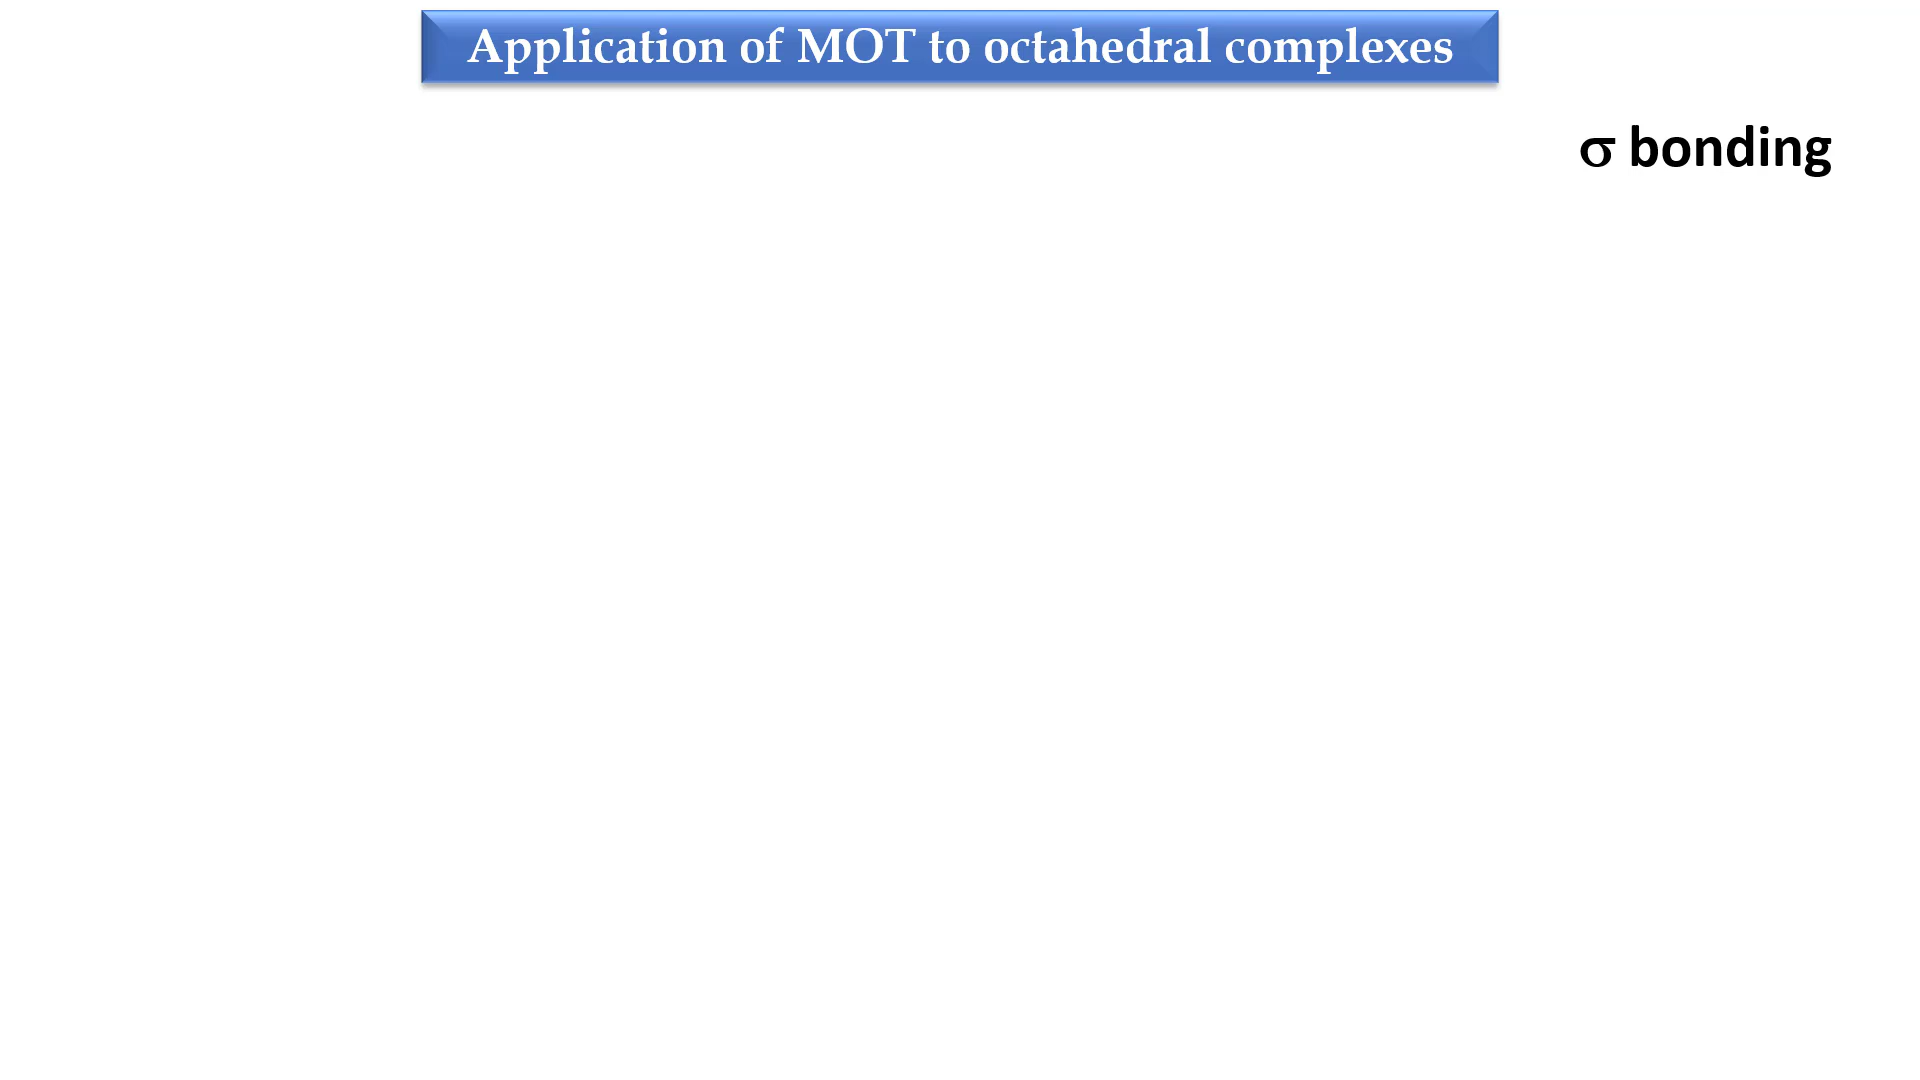 Application of MOT to octahedral complexes
σ bonding